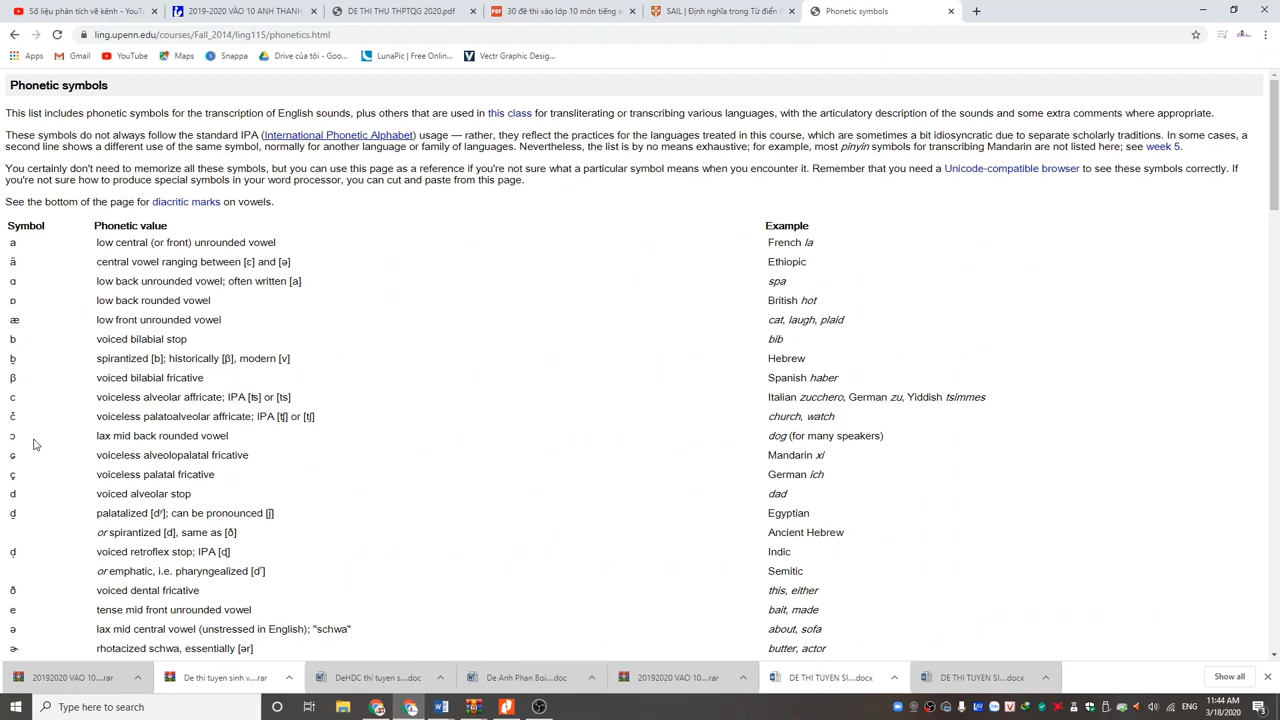 Số liệu phân tích về kênh - YouT
2019-2020 VÀO 10 ANH THANH
DE THI THU THPTQG 2020.pdf
30 đề thi vào lớp 10 môn tiếng a
SAIL | Định nghĩa trong Từ điển t
Phonetic symbols
ling.upenn.edu/courses/Fall_2014/ling115/phonetics.html
Apps Gmail YouTube Maps Snappa Drive của tôi - Goo... LunaPic | Free Onlin... Vectr Graphic Desig...
Phonetic symbols
This list includes phonetic symbols for the transcription of English sounds, plus others that are used in this class for transliterating or transcribing various languages, with the articulatory description of the sounds and some extra comments where appropriate.
These symbols do not always follow the standard IPA (International Phonetic Alphabet) usage — rather, they reflect the practices for the languages treated in this course, which are sometimes a bit idiosyncratic due to separate scholarly traditions. In some cases, a
second line shows a different use of the same symbol, normally for another language or family of languages. Nevertheless, the list is by no means exhaustive; for example, most pinyin symbols for transcribing Mandarin are not listed here; see week 5.
You certainly don't need to memorize all these symbols, but you can use this page as a reference if you're not sure what a particular symbol means when you encounter it. Remember that you need a Unicode-compatible browser to see these symbols correctly. If
you're not sure how to produce special symbols in your word processor, you can cut and paste from this page.
See the bottom of the page for diacritic marks on vowels.
Symbol Phonetic value Example
a low central (or front) unrounded vowel French la
ä central vowel ranging between [ɛ] and [ə] Ethiopic
ɑ low back unrounded vowel; often written [a] spa
ɒ low back rounded vowel British hot
æ low front unrounded vowel cat, laugh, plaid
b voiced bilabial stop bib
ḇ spirantized [b]; historically [β], modern [v] Hebrew
β voiced bilabial fricative Spanish haber
c voiceless alveolar affricate; IPA [ʦ] or [ts] Italian zucchero, German zu, Yiddish tsimmes
č voiceless palatoalveolar affricate; IPA [ʧ] or [tʃ] church, watch
ɔ lax mid back rounded vowel dog (for many speakers)
ɕ voiceless alveolopalatal fricative Mandarin xi
ç voiceless palatal fricative German ich
d voiced alveolar stop dad
ḏ palatalized [dʸ]; can be pronounced [ʃ] Egyptian
or spirantized [d], same as [ð] Ancient Hebrew
ḍ voiced retroflex stop; IPA [ɖ] Indic
or emphatic, i.e. pharyngealized [dˤ] Semitic
ð voiced dental fricative this, either
e tense mid front unrounded vowel bait, made
ə lax mid central vowel (unstressed in English); "schwa" about, sofa
ɚ rhotacized schwa, essentially [ər] butter, actor
20192020 VAO 10....rar De thi tuyen sinh v....rar DeHDC thi tuyen s....doc De Anh Phan Boi....doc 20192020 VAO 10....rar DE THI TUYEN SI....docx DE THI TUYEN SI....docx Show all
Type here to search
ENG
11:44 AM
3/18/2020